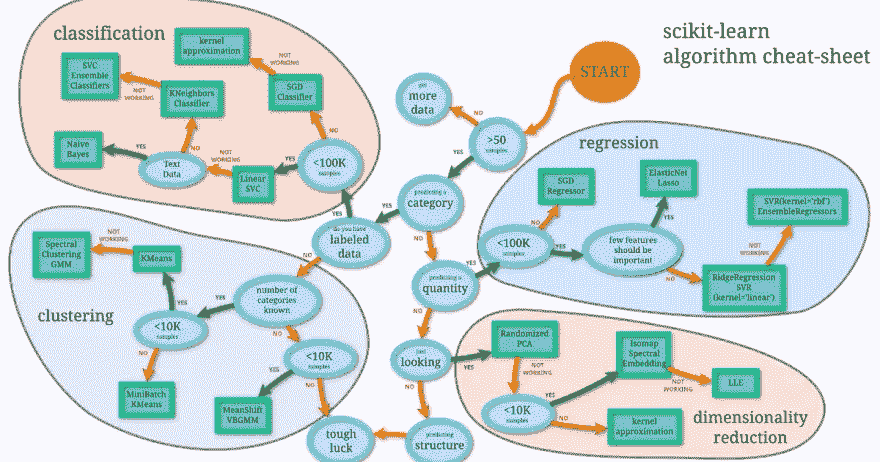 scikit-learn
algorithm cheat-sheet
classification
kernel
approximation
SVC
Ensemble
Classifiers
NOT
WORKING
KNeighbors
Classifier
NOT
WORKING
SGD
Classifier
NO
Naive
Bayes
YES
Text
Data
NO
NOT
WORKING
Linear
SVC
YES
<100K
samples
START
get
more
data
NO
>50
samples
YES
predicting a
category
YES
NO
do you have
labeled
data
YES
NO
predicting a
quantity
YES
NO
just
looking
YES
NO
predicting
structure
tough
luck
regression
SGD
Regressor
NO
<100K
samples
YES
few features
should be
important
YES
ElasticNet
Lasso
NO
RidgeRegression
SVR
(kernel='linear')
NOT
WORKING
SVR(kernel='rbf')
EnsembleRegressors
clustering
Spectral
Clustering
GMM
NOT
WORKING
KMeans
YES
<10K
samples
YES
number of
categories
known
NO
NO
MiniBatch
KMeans
<10K
samples
YES
MeanShift
VBGMM
NO
Randomized
PCA
NOT
WORKING
<10K
samples
YES
Isomap
Spectral
Embedding
NOT
WORKING
LLE
NO
kernel
approximation
dimensionality
reduction